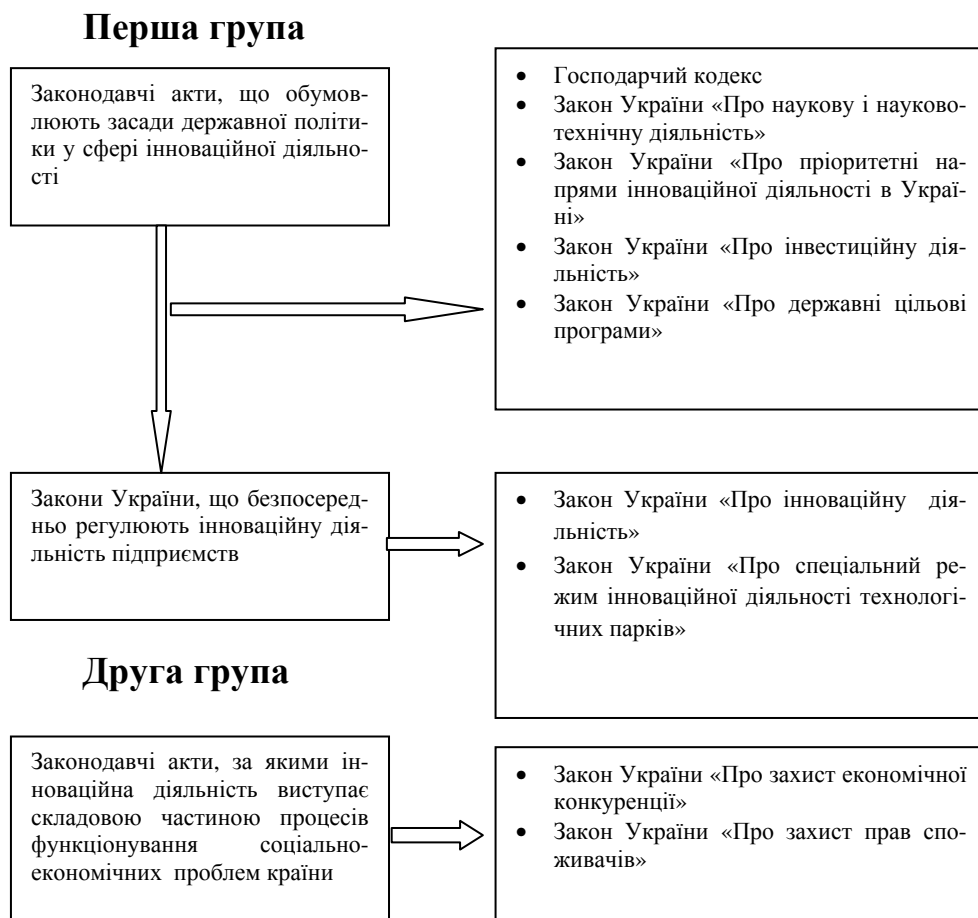 Перша група
Законодавчі акти, що обумов-
люють засади державної політи-
ки у сфері інноваційної діяльно-
сті
• Господарчий кодекс
• Закон України «Про наукову і науково-
технічну діяльність»
• Закон України «Про пріоритетні на-
прями інноваційної діяльності в Украї-
ні»
• Закон України «Про інвестиційну дія-
льність»
• Закон України «Про державні цільові
програми»
Закони України, що безпосеред-
ньо регулюють інноваційну дія-
льність підприємств
• Закон України «Про інноваційну дія-
льність»
• Закон України «Про спеціальний ре-
жим інноваційної діяльності технологі-
чних парків»
Друга група
Законодавчі акти, за якими ін-
новаційна діяльність виступає
складовою частиною процесів
функціонування соціально-
економічних проблем країни
• Закон України «Про захист економічної
конкуренції»
• Закон України «Про захист прав спо-
живачів»